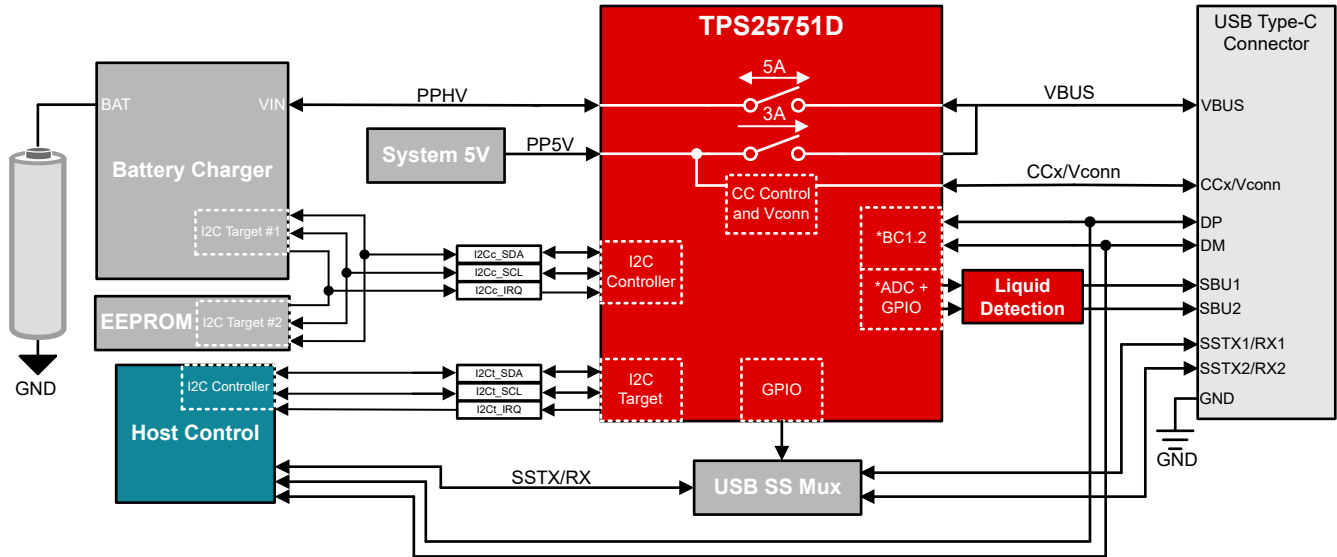 TPS25751D
USB Type-C
Connector
5A
BAT
VIN
PPHV
VBUS
VBUS
3A
Battery Charger
System 5V
PP5V
CC Control
and Vconn
CCx/Vconn
CCx/Vconn
I2C Target #1
*BC1.2
DP
DM
I2Cc_SDA
I2Cc_SCL
I2Cc_IRQ
I2C
Controller
*ADC +
GPIO
Liquid
Detection
SBU1
SBU2
EEPROM
I2C Target #2
SSTX1/RX1
SSTX2/RX2
GND
GND
I2C Controller
I2Ct_SDA
I2Ct_SCL
I2Ct_IRQ
I2C
Target
GPIO
GND
Host Control
SSTX/RX
USB SS Mux